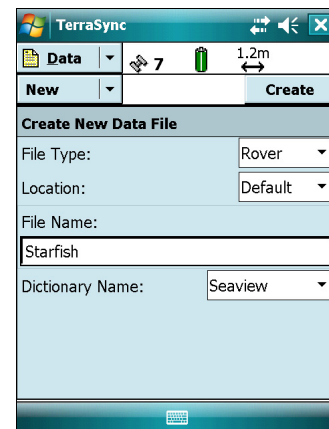 TerraSync
Data 7 1.2m
New Create
Create New Data File
File Type: Rover
Location: Default
File Name:
Starfish
Dictionary Name: Seaview